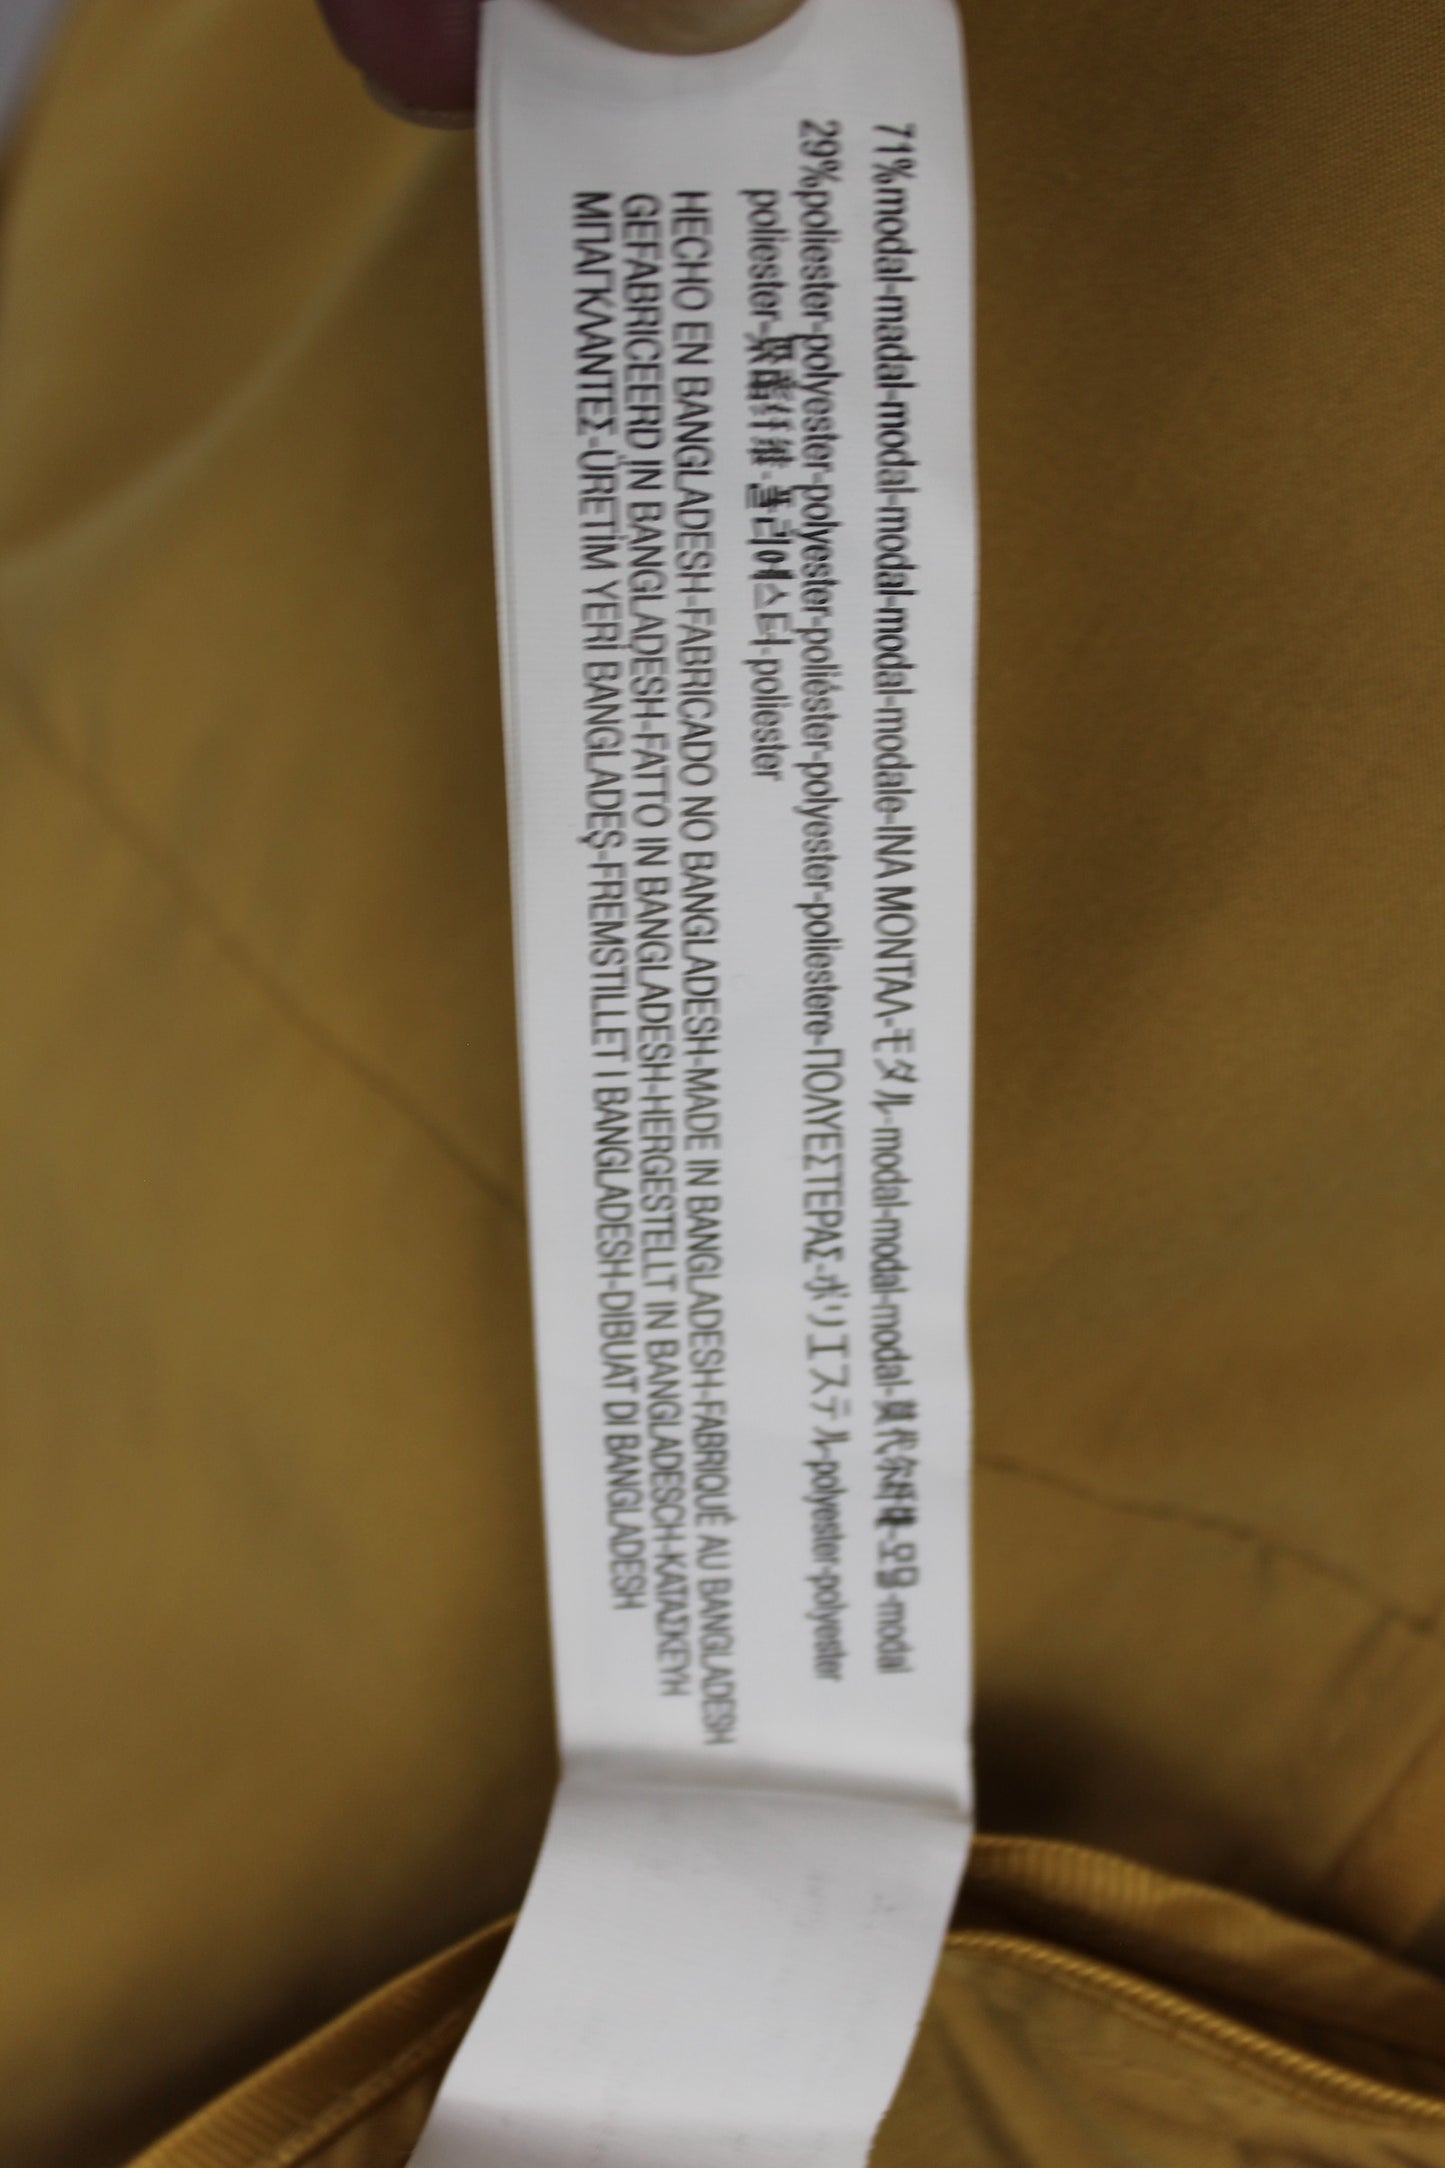 71%modal-madal-modal-modal-modal-modal-modale-INA MONTAΛ-モダル-modal-modal-modal-莫代尔纤维-모달-modal
29%poliester-polyester-polyester-poliéster-polyester-poliestere-ΠΟΛΥΕΣΤΕΡΑΣ-ポリエステル-polyester-polyester
poliester-聚酯纤维-폴리에스터-poliester
HECHO EN BANGLADESH-FABRICADO NO BANGLADESH-MADE IN BANGLADESH-FABRIQUÉ AU BANGLADESH
GEFABRICEERD IN BANGLADESH-FATTO IN BANGLADESH-HERGESTELLT IN BANGLADESCH-ΚΑΤΑΣΚΕΥΗ
ΜΠΑΓΚΛΑΝΤΕΣ-ÜRETİM YERİ BANGLADEŞ-FREMSTILLET I BANGLADESH-DIBUAT DI BANGLADESH